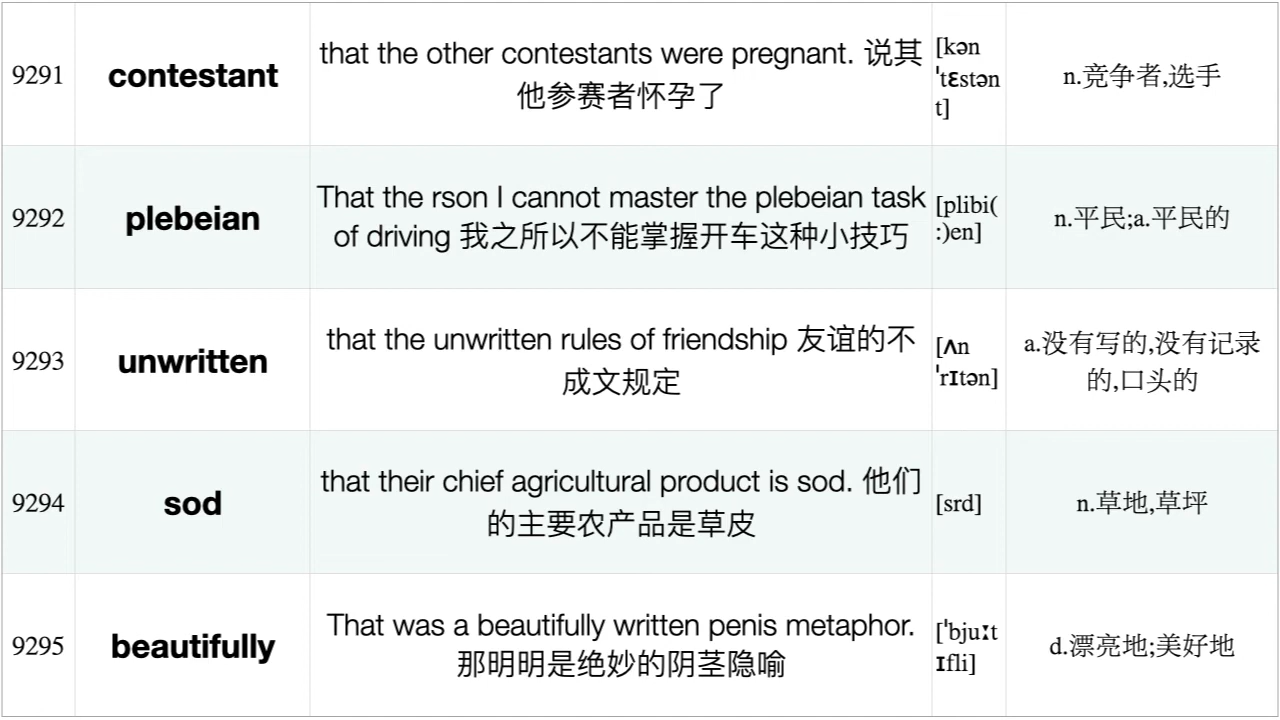 9291
contestant
that the other contestants were pregnant. 说其
他参赛者怀孕了
[kən
ˈtɛstən
t]
n.竞争者,选手
9292
plebeian
That the rson I cannot master the plebeian task
of driving 我之所以不能掌握开车这种小技巧
[plibi(
:)en]
n.平民;a.平民的
9293
unwritten
that the unwritten rules of friendship 友谊的不
成文规定
[ʌn
ˈrɪtən]
a.没有写的,没有记录
的,口头的
9294
sod
that their chief agricultural product is sod. 他们
的主要农产品是草皮
[srd]
n.草地,草坪
9295
beautifully
That was a beautifully written penis metaphor.
那明明是绝妙的阴茎隐喻
[ˈbjuːt
ɪfli]
d.漂亮地;美好地